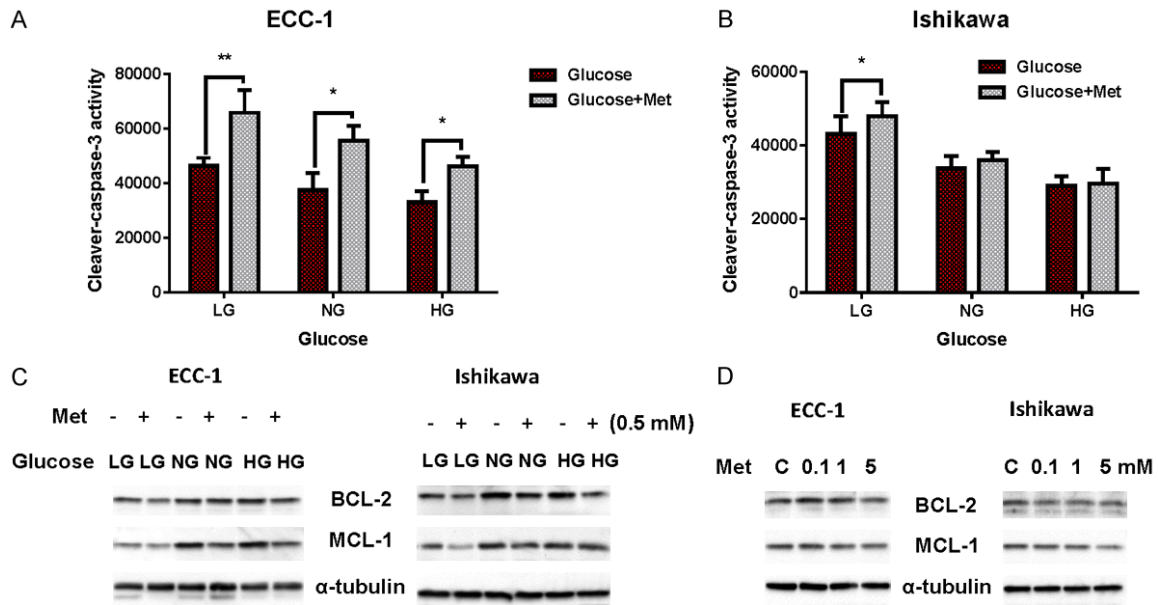 A
ECC-1
Cleaver-caspase-3 activity
80000
60000
40000
20000
0
**
*
*
LG
NG
HG
Glucose
Glucose
Glucose+Met
B
Ishikawa
Cleaver-caspase-3 activity
60000
40000
20000
0
*
LG
NG
HG
Glucose
Glucose
Glucose+Met
C
ECC-1
Ishikawa
Met - + - + - + - + - + - + (0.5 mM)
Glucose LG LG NG NG HG HG LG LG NG NG HG HG
BCL-2
MCL-1
α-tubulin
D
ECC-1
Ishikawa
Met C 0.1 1 5 C 0.1 1 5 mM
BCL-2
MCL-1
α-tubulin